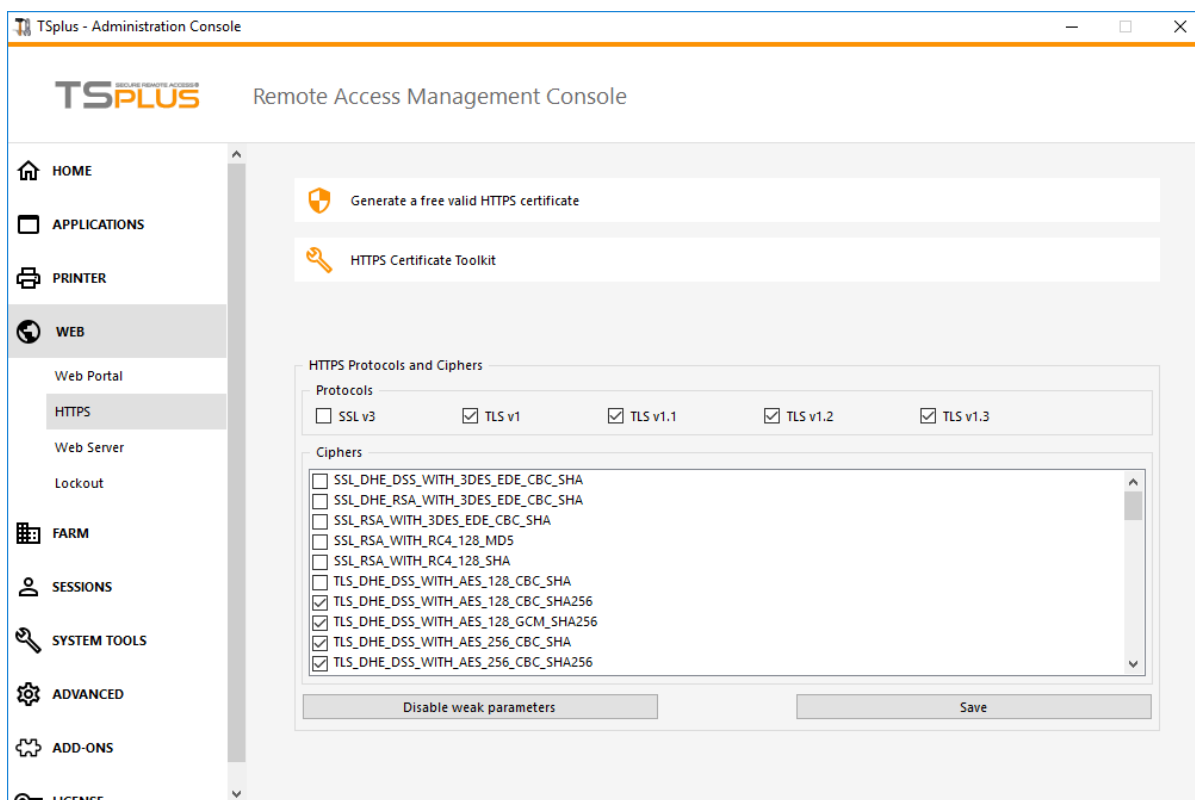 TSplus - Administration Console
TSPLUS
SECURE REMOTE ACCESS®
Remote Access Management Console
HOME
APPLICATIONS
PRINTER
WEB
Web Portal
HTTPS
Web Server
Lockout
FARM
SESSIONS
SYSTEM TOOLS
ADVANCED
ADD-ONS
LICENSE
Generate a free valid HTTPS certificate
HTTPS Certificate Toolkit
HTTPS Protocols and Ciphers
Protocols
SSL v3 TLS v1 TLS v1.1 TLS v1.2 TLS v1.3
Ciphers
SSL_DHE_DSS_WITH_3DES_EDE_CBC_SHA
SSL_DHE_RSA_WITH_3DES_EDE_CBC_SHA
SSL_RSA_WITH_3DES_EDE_CBC_SHA
SSL_RSA_WITH_RC4_128_MD5
SSL_RSA_WITH_RC4_128_SHA
TLS_DHE_DSS_WITH_AES_128_CBC_SHA
TLS_DHE_DSS_WITH_AES_128_CBC_SHA256
TLS_DHE_DSS_WITH_AES_128_GCM_SHA256
TLS_DHE_DSS_WITH_AES_256_CBC_SHA
TLS_DHE_DSS_WITH_AES_256_CBC_SHA256
Disable weak parameters Save